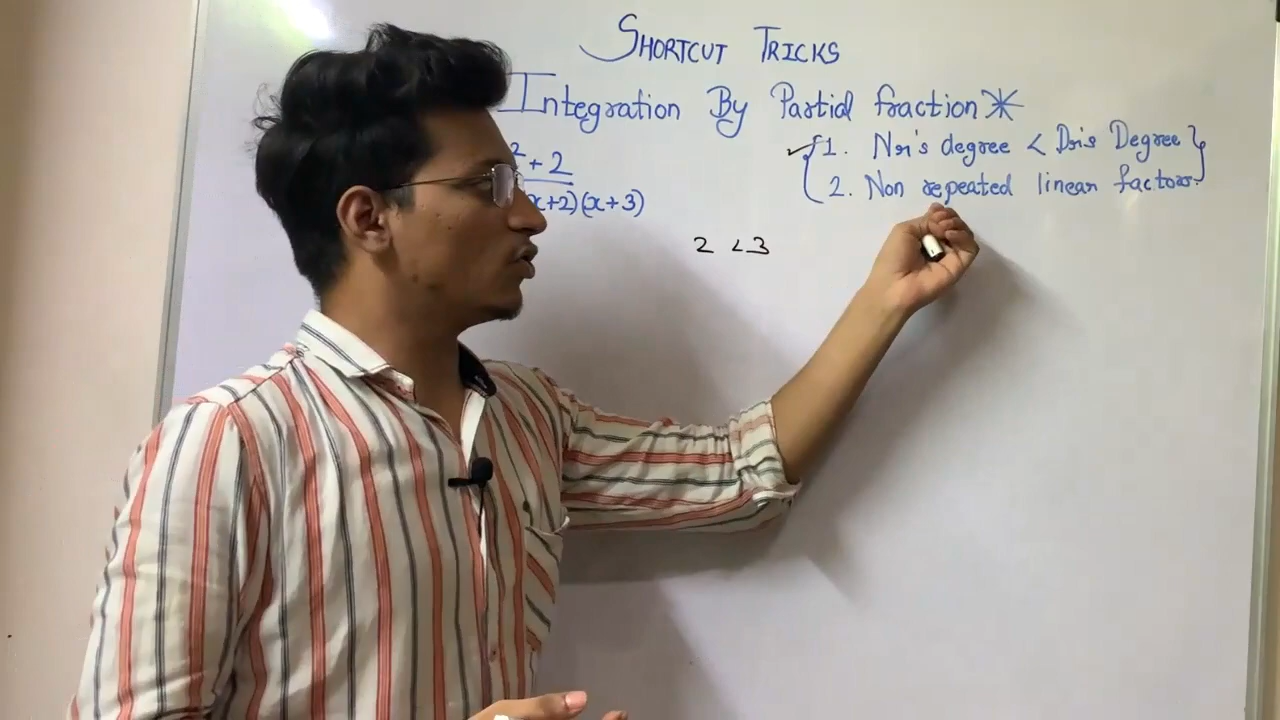 SHORTCUT TRICKS
Integration By Partial fraction*
² + 2
x+2) (x+3)
1. Nr's degree < Dr's Degree
2. Non repeated linear factors.
2 < 3